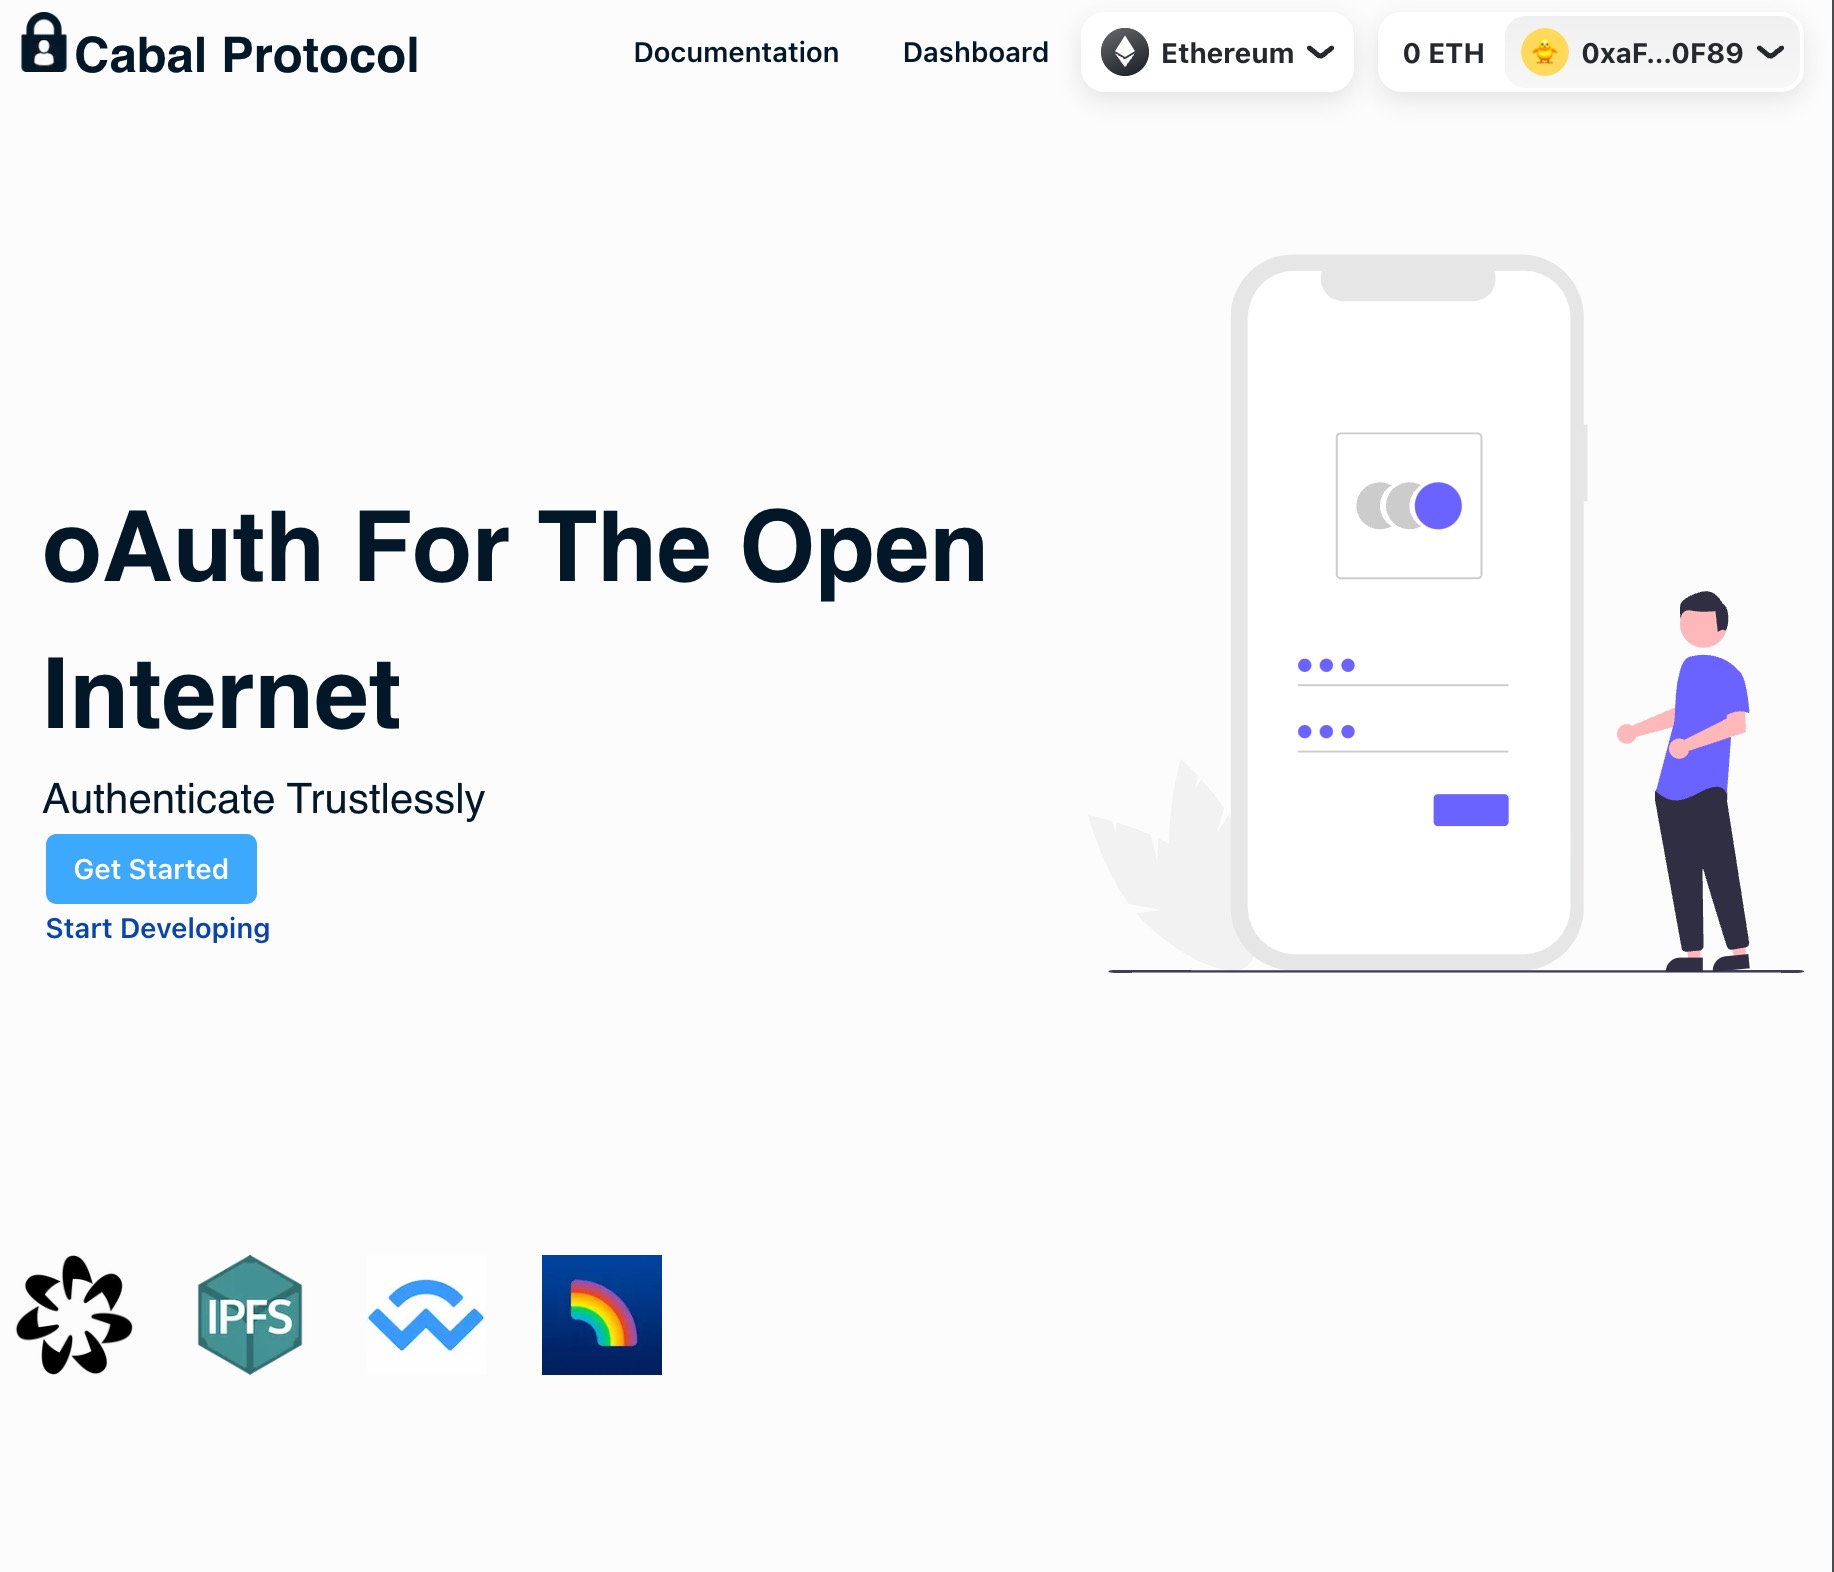 Cabal Protocol
Documentation
Dashboard
Ethereum
0 ETH
0xaF...0F89
oAuth For The Open
Internet
Authenticate Trustlessly
Get Started
Start Developing
IPFS